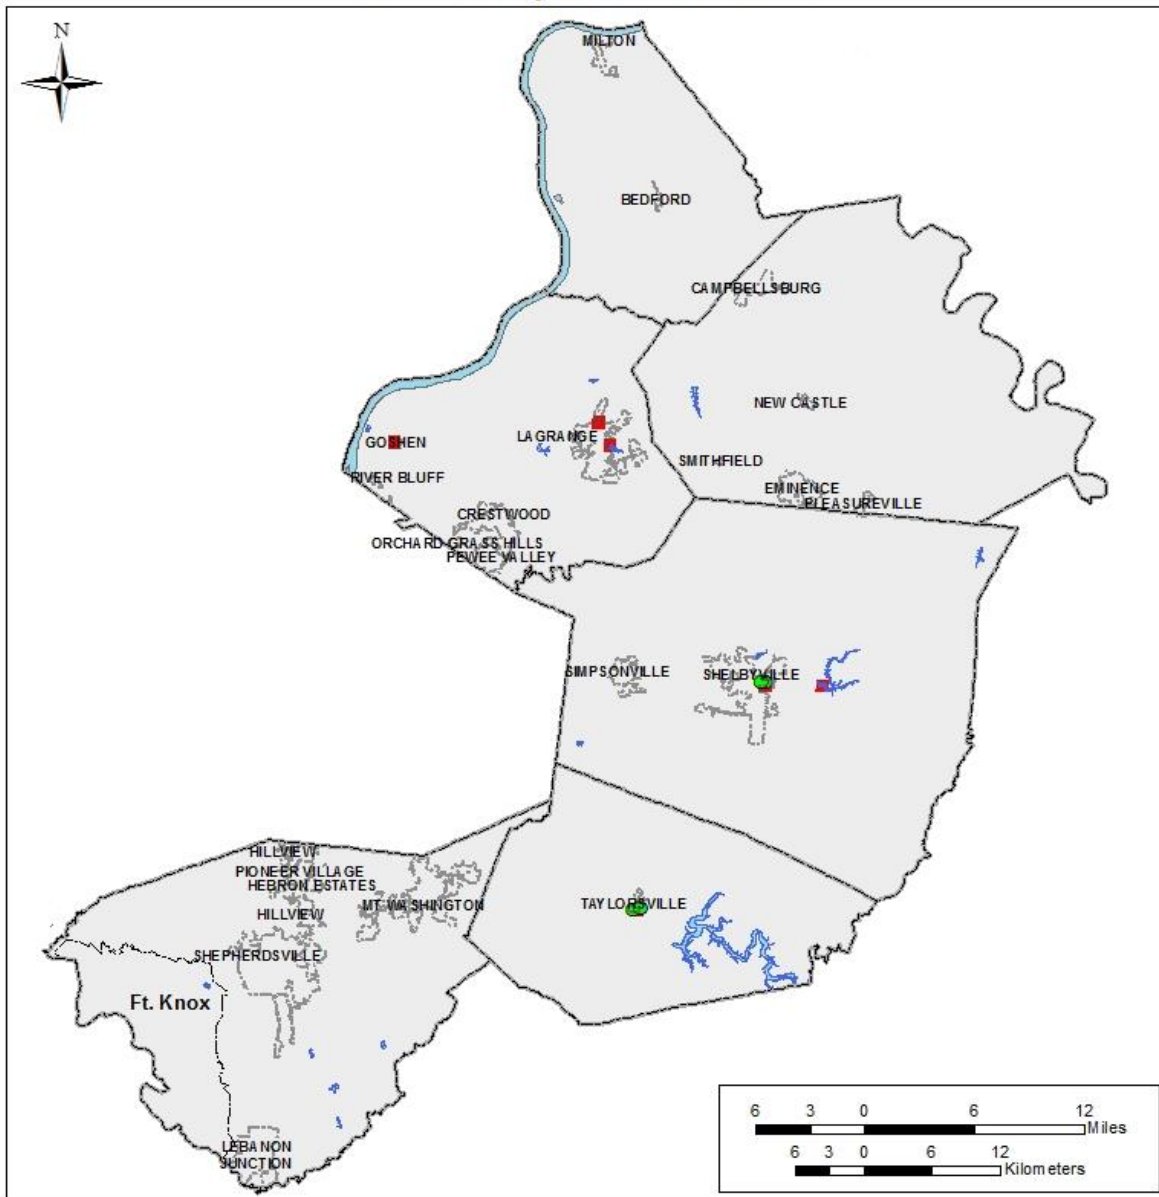 N
MILTON
BEDFORD
CAMPBELLSBURG
NEW CASTLE
GOSHEN
LAGRANGE
SMITHFIELD
RIVER BLUFF
EMINENCE
PLEASUREVILLE
CRESTWOOD
ORCHARD GRASS HILLS
PEWEE VALLEY
SIMPSONVILLE
SHELBYVILLE
HILLVIEW
PIONEER VILLAGE
HEBRON ESTATES
MT WASHINGTON
TAYLORSVILLE
HILLVIEW
SHEPHERDSVILLE
Ft. Knox
LEBANON
JUNCTION
6 3 0 6 12
Miles
6 3 0 6 12
Kilometers